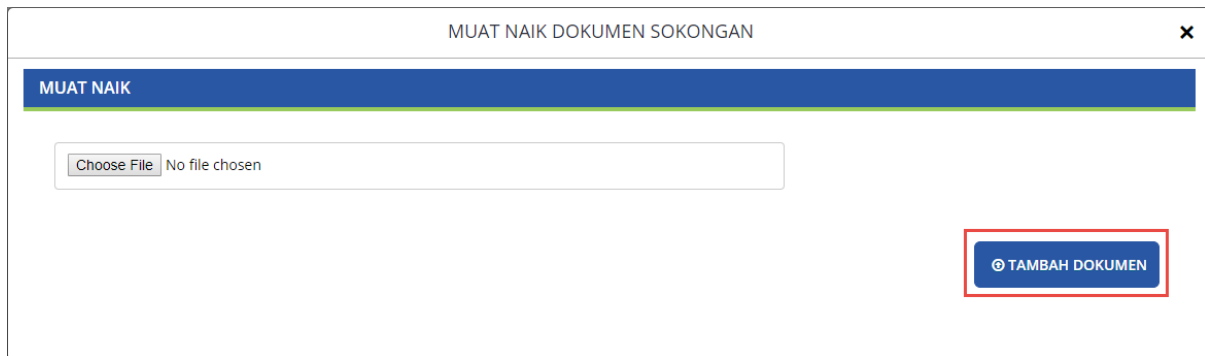 MUAT NAIK DOKUMEN SOKONGAN
MUAT NAIK
Choose File No file chosen
TAMBAH DOKUMEN